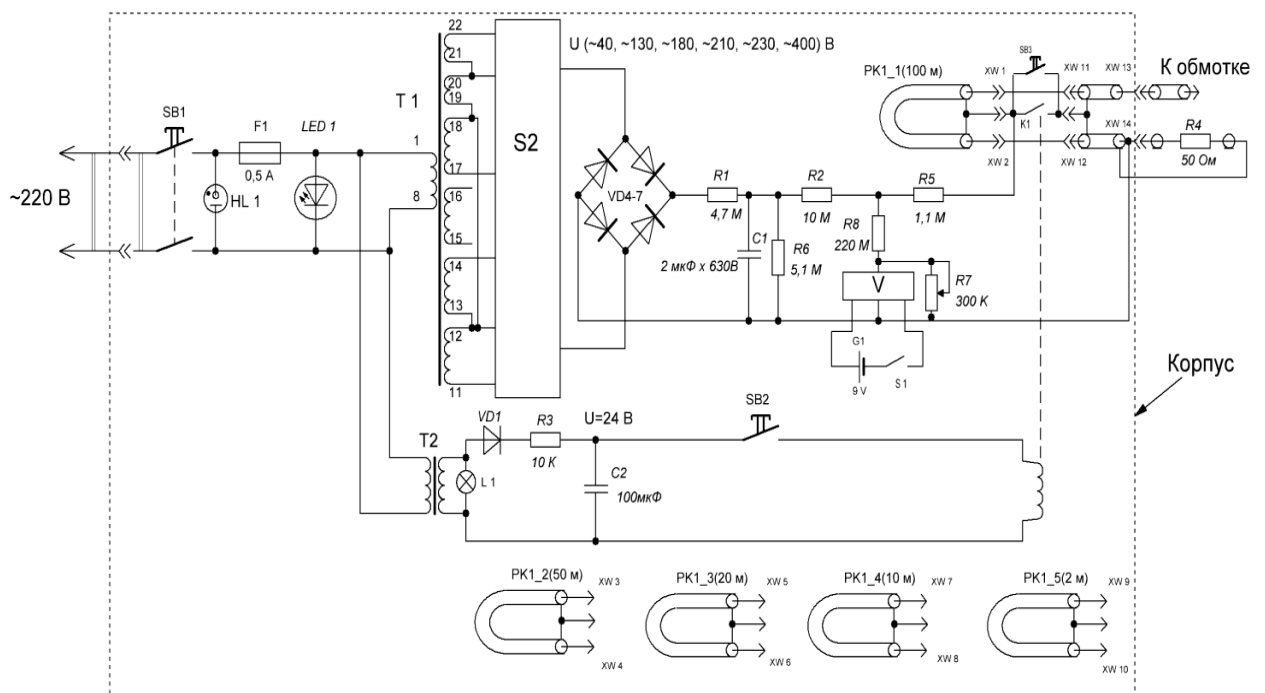 22
U (~40, ~130, ~180, ~210, ~230, ~400) В
21
SB3
К обмотке
PK1_1(100 м)
XW 1
XW 11
XW 13
20
19
T 1
SB1
F1
LED 1
18
K1
XW 14
R4
1
S2
50 Ом
0,5 А
17
XW 2
XW 12
VD4-7
R1
R2
R5
~220 В
HL 1
8
16
4,7 М
10 М
1,1 М
R8
15
C1
220 М
R6
14
2 мкФ х 630В
5,1 М
V
R7
300 К
13
12
G1
S 1
9 V
11
Корпус
SB2
VD1
R3
U=24 В
T2
10 К
L 1
C2
100мкФ
PK1_2(50 м)
XW 3
PK1_3(20 м)
XW 5
PK1_4(10 м)
XW 7
PK1_5(2 м)
XW 9
XW 4
XW 6
XW 8
XW 10